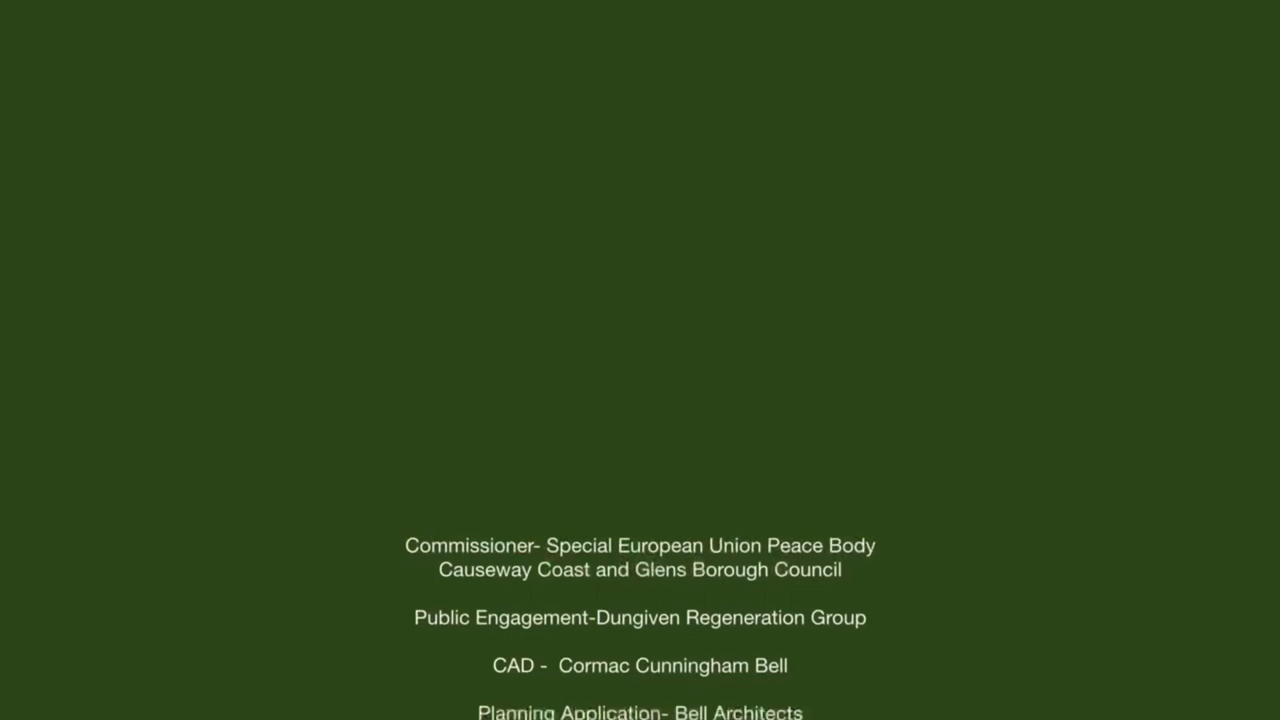 Commissioner- Special European Union Peace Body
Causeway Coast and Glens Borough Council
Public Engagement-Dungiven Regeneration Group
CAD -  Cormac Cunningham Bell
Planning Application- Bell Architects